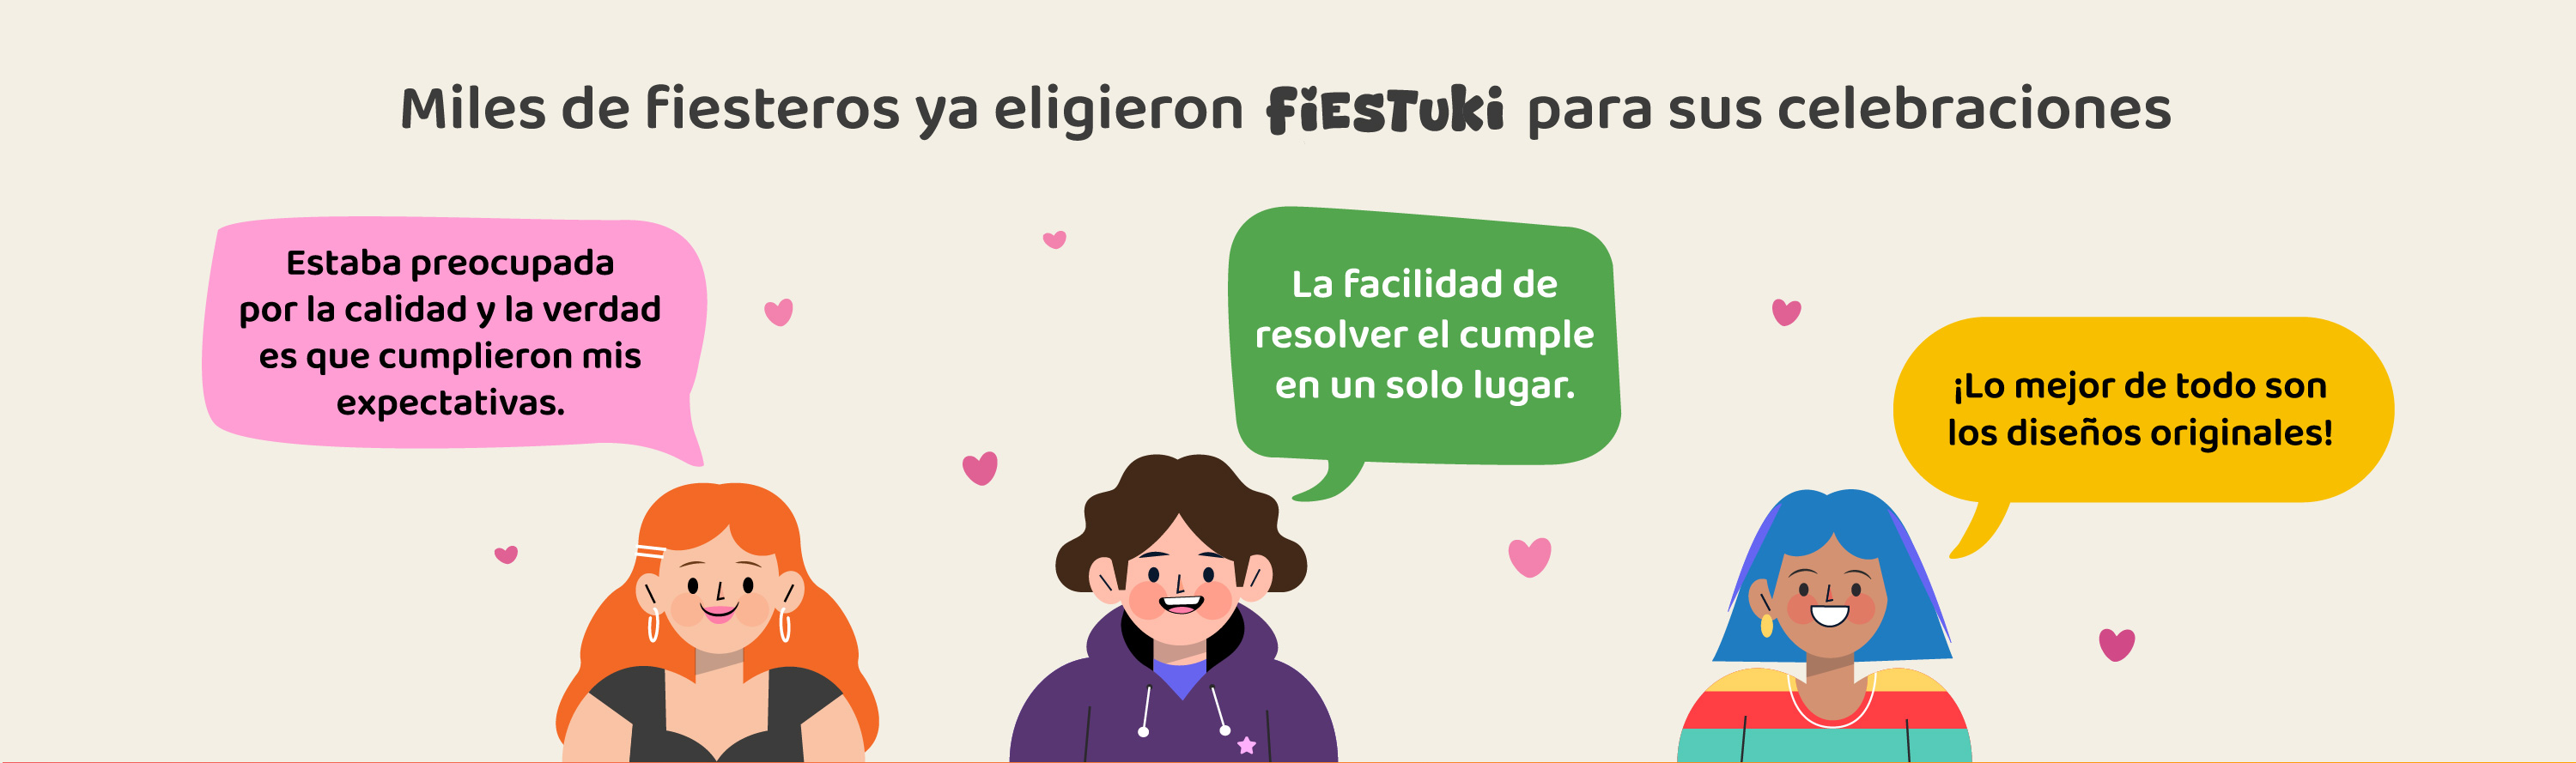 Miles de fiesteros ya eligieron fiESTuki para sus celebraciones
Estaba preocupada
por la calidad y la verdad
es que cumplieron mis
expectativas.
La facilidad de
resolver el cumple
en un solo lugar.
¡Lo mejor de todo son
los diseños originales!